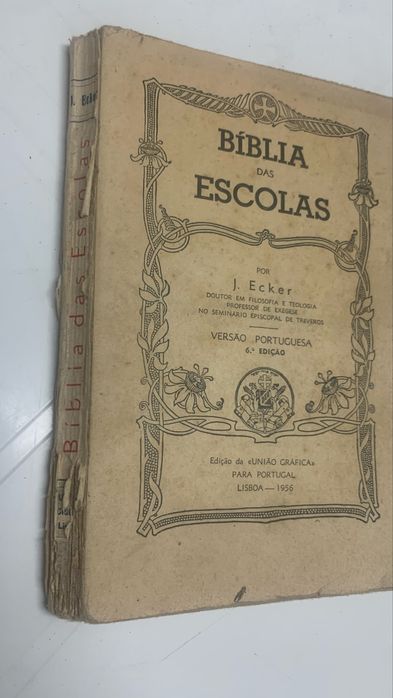 BÍBLIA
DAS
ESCOLAS
POR
J. Ecker
DOUTOR EM FILOSOFIA E TEOLOGIA
PROFESSOR DE EXEGESE
NO SEMINÁRIO EPISCOPAL DE TREVEROS
VERSÃO PORTUGUESA
6.ª EDIÇÃO
Edição da «UNIÃO GRÁFICA»
PARA PORTUGAL
LISBOA — 1956
J. Ecker
Bíblia das Escolas